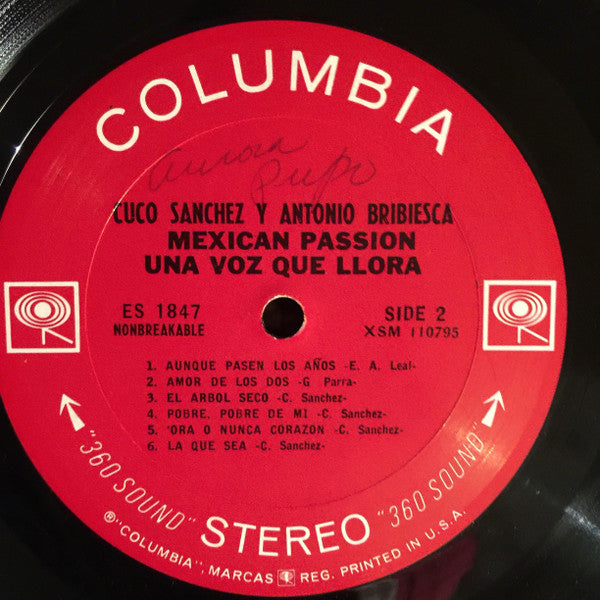 COLUMBIA
Aurora
Rupo
CUCO SANCHEZ Y ANTONIO BRIBIESCA
MEXICAN PASSION
UNA VOZ QUE LLORA
ES 1847
NONBREAKABLE
SIDE 2
XSM 110795
1. AUNQUE PASEN LOS AÑOS -E. A. Leal-
2. AMOR DE LOS DOS -G Parra-
3. EL ARBOL SECO -C. Sanchez-
4. POBRE, POBRE DE MI -C. Sanchez-
5. 'ORA O NUNCA CORAZON -C. Sanchez-
6. LA QUE SEA -C. Sanchez-
"360 SOUND" STEREO "360 SOUND"
®"COLUMBIA", MARCAS REG. PRINTED IN U.S.A.